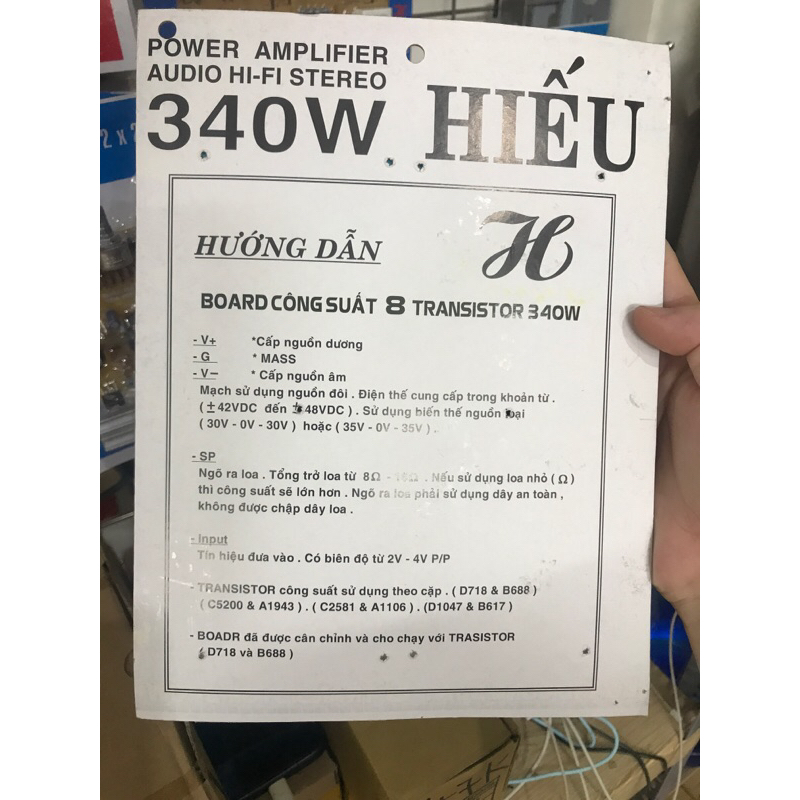 POWER AMPLIFIER
AUDIO HI-FI STEREO
340W HIẾU
2 x 2
H
HƯỚNG DẪN
BOARD CÔNG SUẤT 8 TRANSISTOR 340W
- V+ *Cấp nguồn dương
- G * MASS
- V− * Cấp nguồn âm
Mạch sử dụng nguồn đôi . Điện thế cung cấp trong khoản từ .
( ±42VDC đến ±48VDC ) . Sử dụng biến thế nguồn loại
( 30V - 0V - 30V ) hoặc ( 35V - 0V - 35V ) .
- SP
Ngõ ra loa . Tổng trở loa từ 8Ω - 16Ω . Nếu sử dụng loa nhỏ ( Ω )
thì công suất sẽ lớn hơn . Ngõ ra loa phải sử dụng dây an toàn ,
không được chập dây loa .
- Input
Tín hiệu đưa vào . Có biên độ từ 2V - 4V P/P
- TRANSISTOR công suất sử dụng theo cặp . ( D718 & B688 )
( C5200 & A1943 ) . ( C2581 & A1106 ) . (D1047 & B617 )
- BOADR đã được cân chỉnh và cho chạy với TRASISTOR
( D718 và B688 )